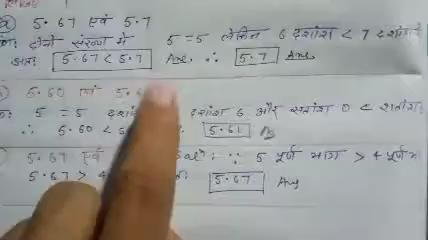 5.67 एवं 5.7
दोनों संख्या में 5=5 लेकिन 6 दशांश < 7 दशांश
अतः 5.67 < 5.7 Ans. ∴ 5.7 Ans
5.60 एवं 5.6
5 = 5 दशांश 6 और शतांश 0 < शतांश
∴ 5.60 < 5.61
5.67 एवं ∵ 5 पूर्ण भाग > 4 पूर्ण
5.67 > 4 5.67 Ans